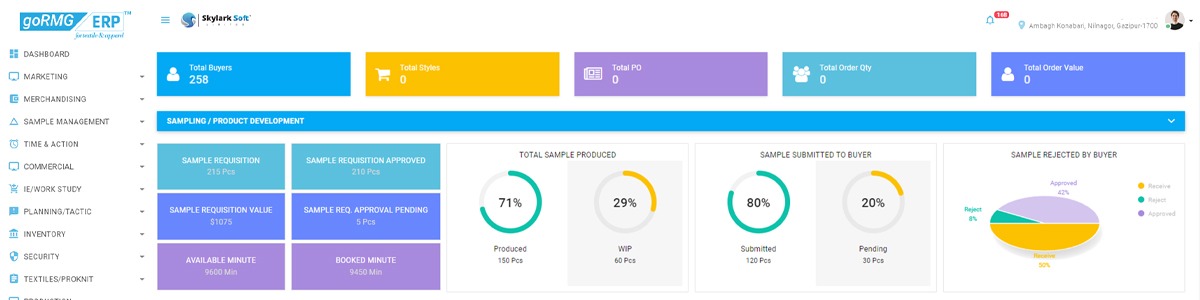 goRMG ERP™
for textile & apparel
DASHBOARD
MARKETING
MERCHANDISING
SAMPLE MANAGEMENT
TIME & ACTION
COMMERCIAL
IE/WORK STUDY
PLANNING/TACTIC
INVENTORY
SECURITY
TEXTILES/PROKNIT
Skylark Soft
LIMITED
168
Ambagh Konabari, Nilnagor, Gazipur-1700
Total Buyers
258
Total Styles
0
Total PO
0
Total Order Qty
0
Total Order Value
0
SAMPLING / PRODUCT DEVELOPMENT
SAMPLE REQUISITION
215 Pcs
SAMPLE REQUISITION APPROVED
210 Pcs
SAMPLE REQUISITION VALUE
$1075
SAMPLE REQ. APPROVAL PENDING
5 Pcs
AVAILABLE MINUTE
9600 Min
BOOKED MINUTE
9450 Min
TOTAL SAMPLE PRODUCED
71%
Produced
150 Pcs
29%
WIP
60 Pcs
SAMPLE SUBMITTED TO BUYER
80%
Submitted
120 Pcs
20%
Pending
30 Pcs
SAMPLE REJECTED BY BUYER
Approved
42%
Reject
8%
Receive
50%
Receive
Reject
Approved